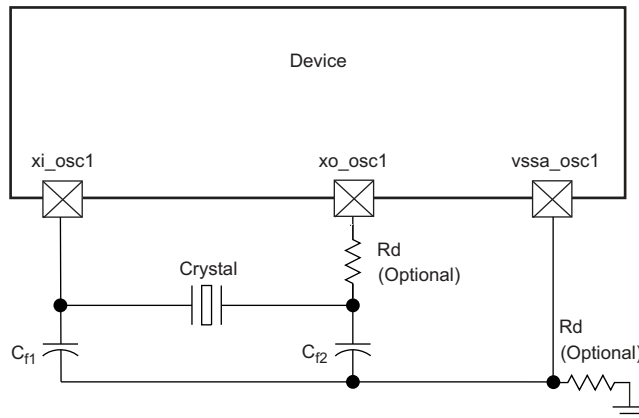 Device
xi_osc1
xo_osc1
vssa_osc1
Crystal
Rd
(Optional)
Cf1
Cf2
Rd
(Optional)